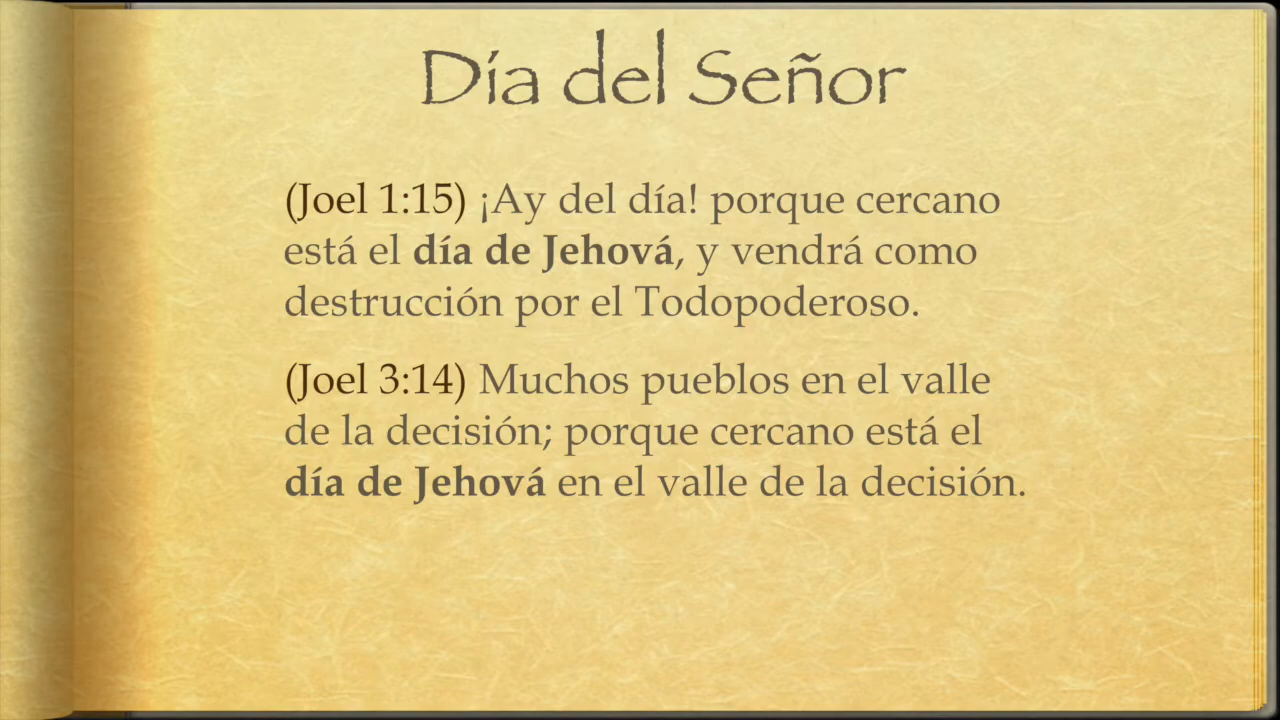 Día del Señor
(Joel 1:15) ¡Ay del día! porque cercano
está el día de Jehová, y vendrá como
destrucción por el Todopoderoso.
(Joel 3:14) Muchos pueblos en el valle
de la decisión; porque cercano está el
día de Jehová en el valle de la decisión.